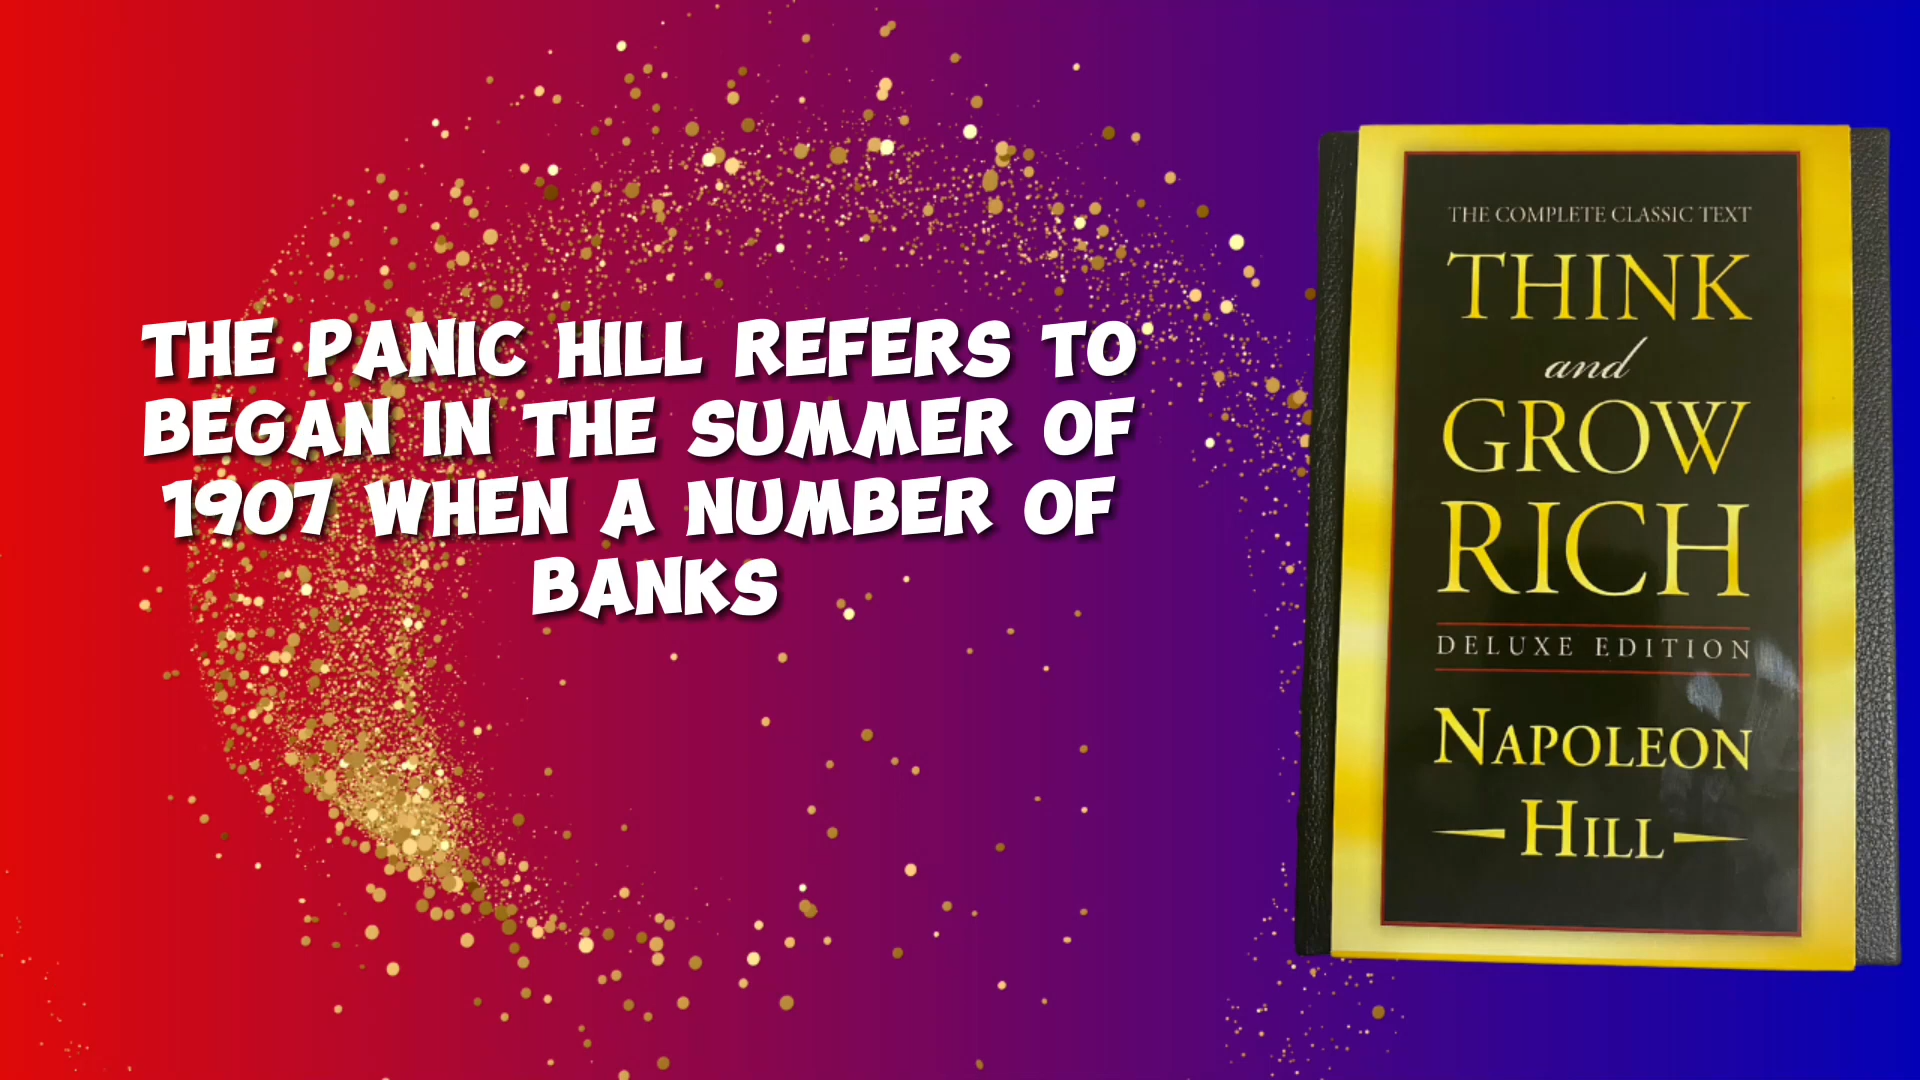 THE PANIC HILL REFERS TO
BEGAN IN THE SUMMER OF
1907 WHEN A NUMBER OF
BANKS
THE COMPLETE CLASSIC TEXT
THINK
and
GROW
RICH
DELUXE EDITION
NAPOLEON
HILL